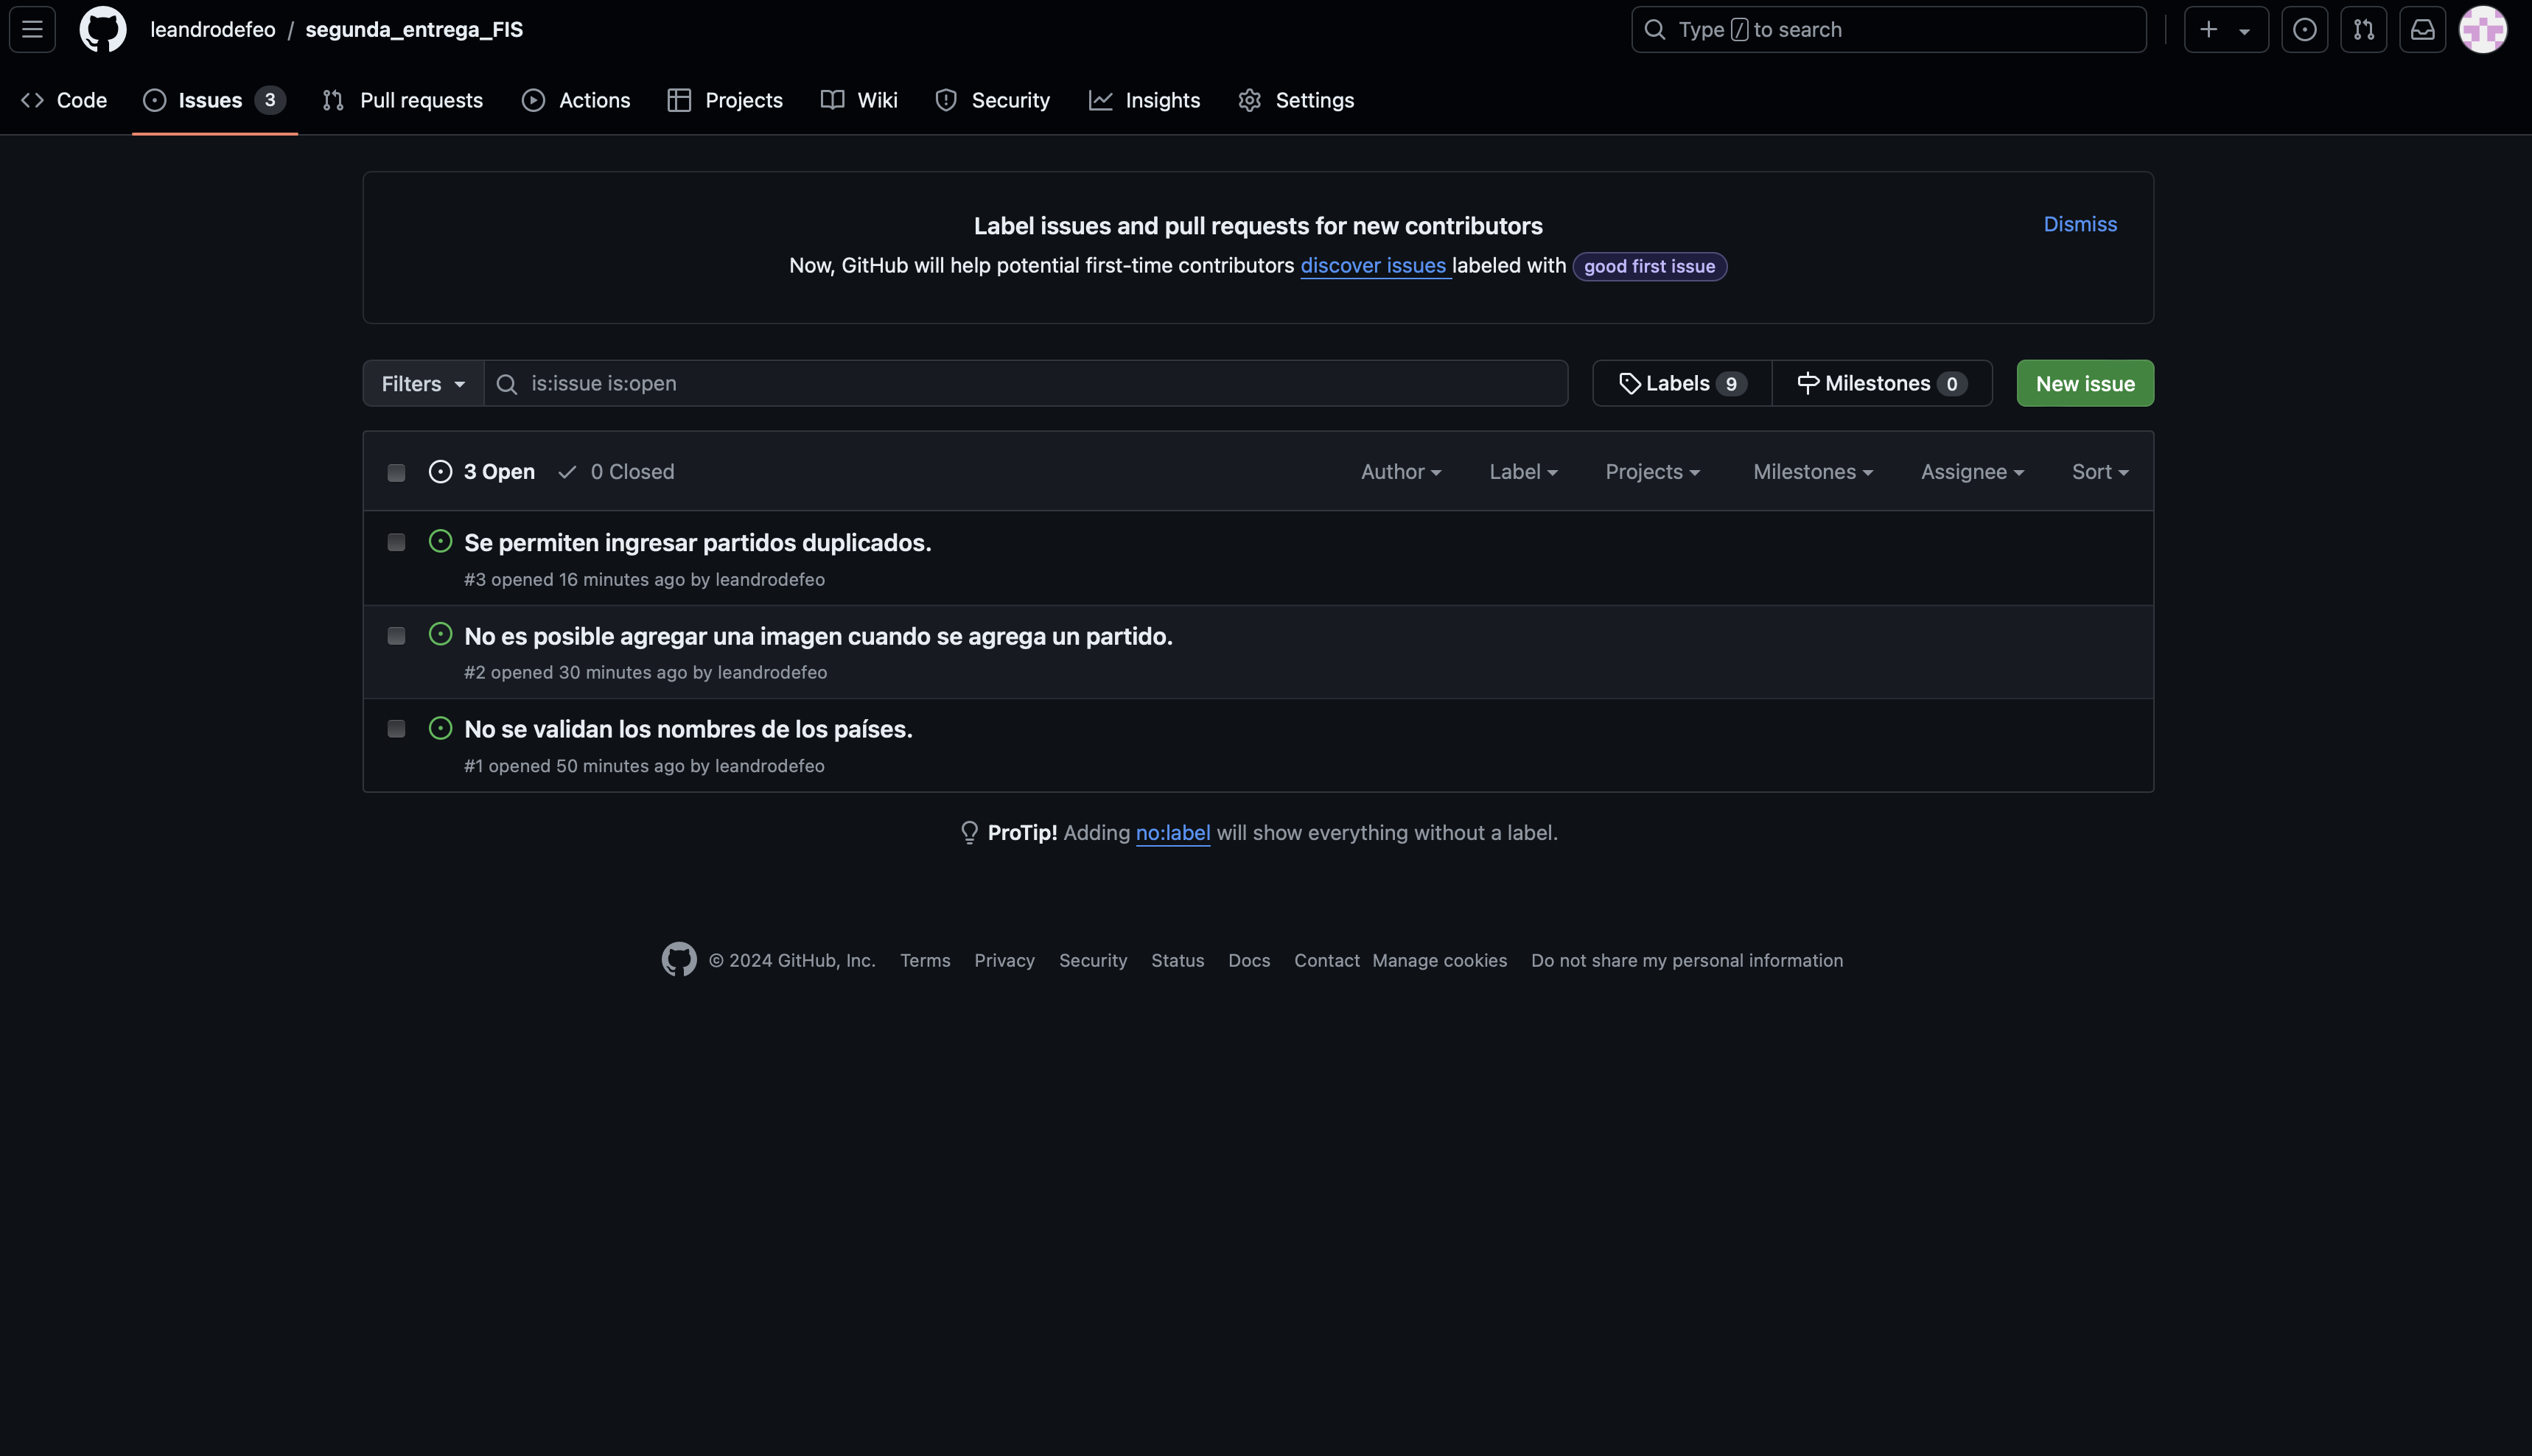 leandrodefeo / segunda_entrega_FIS
Type / to search
Code Issues 3 Pull requests Actions Projects Wiki Security Insights Settings
Label issues and pull requests for new contributors
Dismiss
Now, GitHub will help potential first-time contributors discover issues labeled with good first issue
Filters is:issue is:open Labels 9 Milestones 0 New issue
3 Open 0 Closed Author Label Projects Milestones Assignee Sort
Se permiten ingresar partidos duplicados.
#3 opened 16 minutes ago by leandrodefeo
No es posible agregar una imagen cuando se agrega un partido.
#2 opened 30 minutes ago by leandrodefeo
No se validan los nombres de los países.
#1 opened 50 minutes ago by leandrodefeo
ProTip! Adding no:label will show everything without a label.
© 2024 GitHub, Inc. Terms Privacy Security Status Docs Contact Manage cookies Do not share my personal information